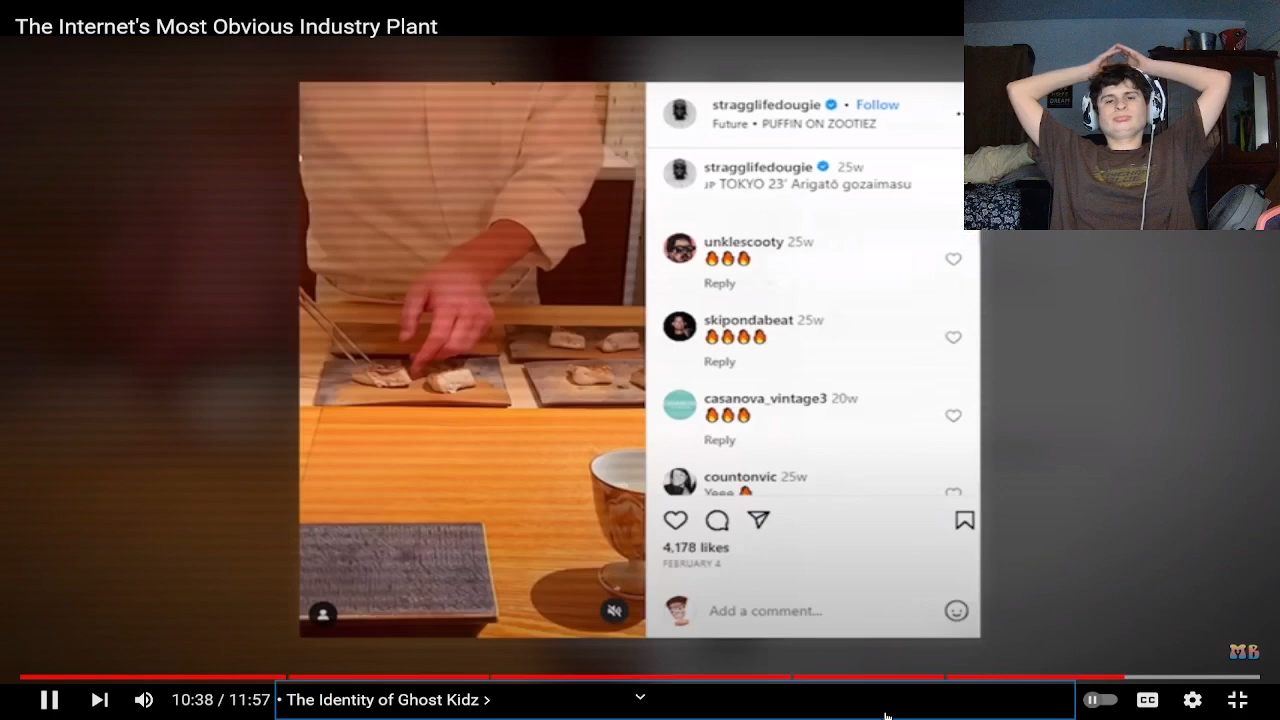 The Internet's Most Obvious Industry Plant
stragglifedougie • Follow
Future • PUFFIN ON ZOOTIEZ
stragglifedougie 25w
JP TOKYO 23' Arigatō gozaimasu
unklescooty 25w
🔥🔥🔥
Reply
skipondabeat 25w
🔥🔥🔥🔥
Reply
casanova_vintage3 20w
🔥🔥🔥
Reply
countonvic 25w
Yooo 🔥
4,178 likes
FEBRUARY 4
Add a comment...
MB
10:38 / 11:57 • The Identity of Ghost Kidz >
CC